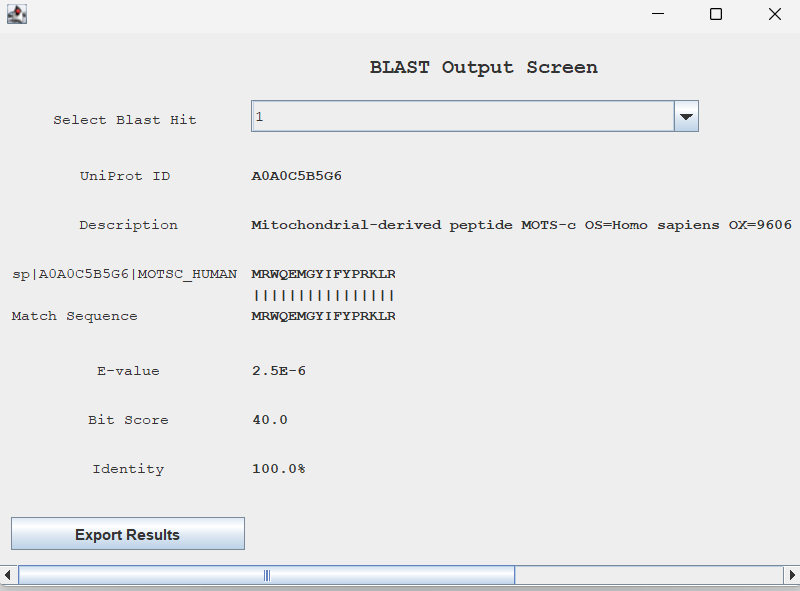 BLAST Output Screen
Select Blast Hit 1
UniProt ID A0A0C5B5G6
Description Mitochondrial-derived peptide MOTS-c OS=Homo sapiens OX=9606
sp|A0A0C5B5G6|MOTSC_HUMAN MRWQEMGYIFYPRKLR
||||||||||||||||
Match Sequence MRWQEMGYIFYPRKLR
E-value 2.5E-6
Bit Score 40.0
Identity 100.0%
Export Results